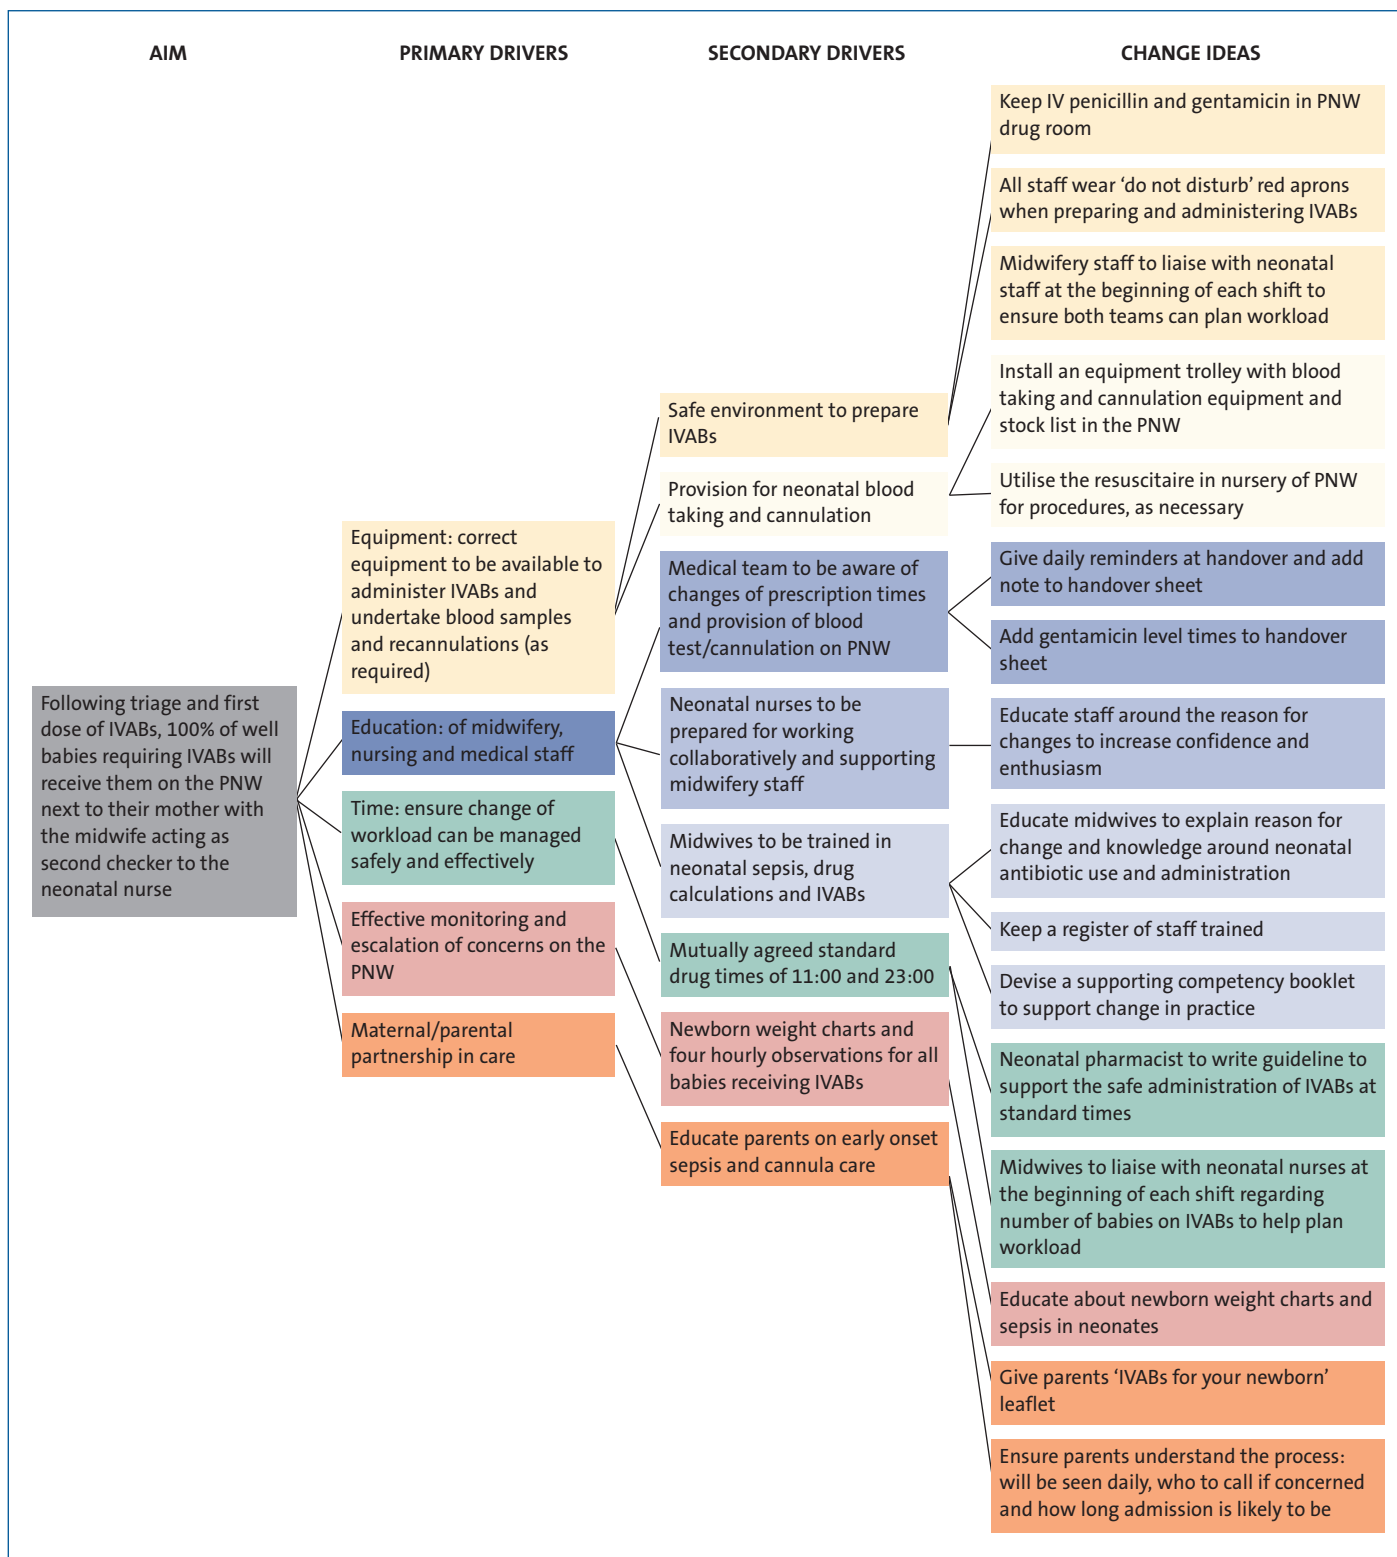 AIM
PRIMARY DRIVERS
SECONDARY DRIVERS
CHANGE IDEAS
Following triage and first
dose of IVABs, 100% of well
babies requiring IVABs will
receive them on the PNW
next to their mother with
the midwife acting as
second checker to the
neonatal nurse
Equipment: correct
equipment to be available to
administer IVABs and
undertake blood samples
and recannulations (as
required)
Education: of midwifery,
nursing and medical staff
Time: ensure change of
workload can be managed
safely and effectively
Effective monitoring and
escalation of concerns on the
PNW
Maternal/parental
partnership in care
Safe environment to prepare
IVABs
Provision for neonatal blood
taking and cannulation
Medical team to be aware of
changes of prescription times
and provision of blood
test/cannulation on PNW
Neonatal nurses to be
prepared for working
collaboratively and supporting
midwifery staff
Midwives to be trained in
neonatal sepsis, drug
calculations and IVABs
Mutually agreed standard
drug times of 11:00 and 23:00
Newborn weight charts and
four hourly observations for all
babies receiving IVABs
Educate parents on early onset
sepsis and cannula care
Keep IV penicillin and gentamicin in PNW
drug room
All staff wear ‘do not disturb’ red aprons
when preparing and administering IVABs
Midwifery staff to liaise with neonatal
staff at the beginning of each shift to
ensure both teams can plan workload
Install an equipment trolley with blood
taking and cannulation equipment and
stock list in the PNW
Utilise the resuscitaire in nursery of PNW
for procedures, as necessary
Give daily reminders at handover and add
note to handover sheet
Add gentamicin level times to handover
sheet
Educate staff around the reason for
changes to increase confidence and
enthusiasm
Educate midwives to explain reason for
change and knowledge around neonatal
antibiotic use and administration
Keep a register of staff trained
Devise a supporting competency booklet
to support change in practice
Neonatal pharmacist to write guideline to
support the safe administration of IVABs at
standard times
Midwives to liaise with neonatal nurses at
the beginning of each shift regarding
number of babies on IVABs to help plan
workload
Educate about newborn weight charts and
sepsis in neonates
Give parents ‘IVABs for your newborn’
leaflet
Ensure parents understand the process:
will be seen daily, who to call if concerned
and how long admission is likely to be